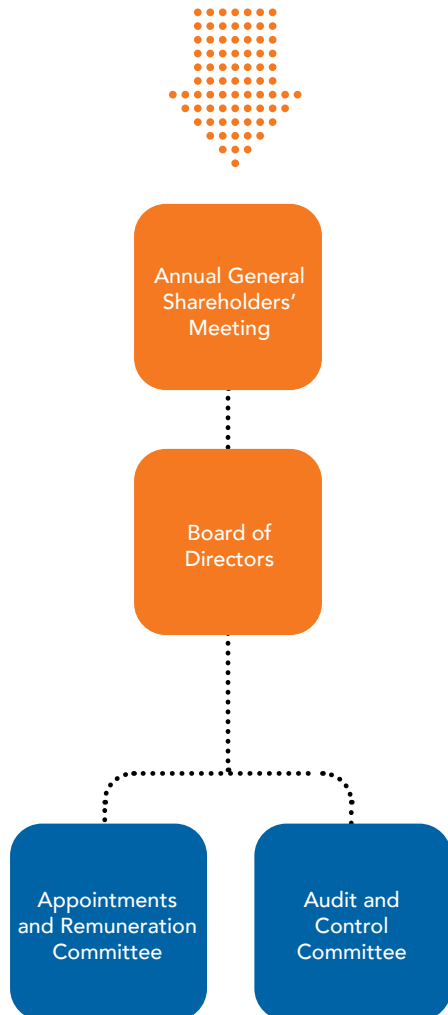 Annual General
Shareholders’
Meeting
Board of
Directors
Appointments
and Remuneration
Committee
Audit and
Control
Committee